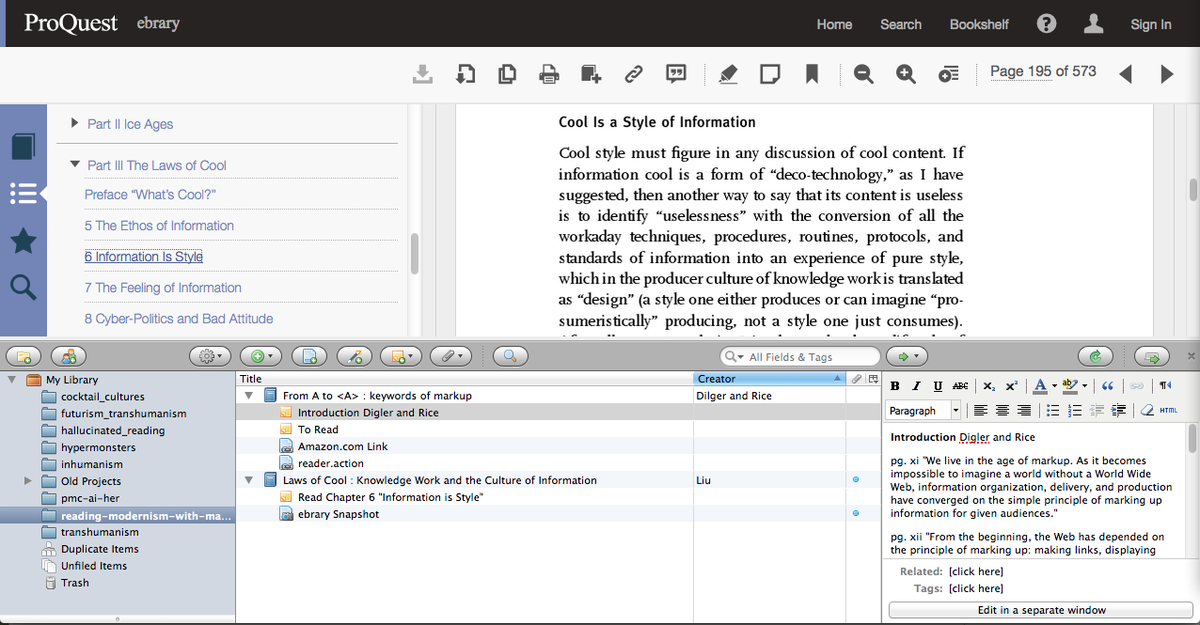 ProQuest ebrary
Home Search Bookshelf ? Sign In
Page 195 of 573
Part II Ice Ages
Part III The Laws of Cool
Preface “What’s Cool?”
5 The Ethos of Information
6 Information Is Style
7 The Feeling of Information
8 Cyber-Politics and Bad Attitude
Cool Is a Style of Information
Cool style must figure in any discussion of cool content. If
information cool is a form of “deco-technology,” as I have
suggested, then another way to say that its content is useless
is to identify “uselessness” with the conversion of all the
workaday techniques, procedures, routines, protocols, and
standards of information into an experience of pure style,
which in the producer culture of knowledge work is translated
as “design” (a style one either produces or can imagine “pro-
sumeristically” producing, not a style one just consumes).
All Fields & Tags
My Library
cocktail_cultures
futurism_transhumanism
hallucinated_reading
hypermonsters
inhumanism
Old Projects
pmc-ai-her
reading-modernism-with-ma...
transhumanism
Duplicate Items
Unfiled Items
Trash
Title Creator
From A to <A> : keywords of markup Dilger and Rice
Introduction Digler and Rice
To Read
Amazon.com Link
reader.action
Laws of Cool : Knowledge Work and the Culture of Information Liu
Read Chapter 6 "Information is Style"
ebrary Snapshot
B I U ABC X₂ X² A ab
Paragraph HTML
Introduction Digler and Rice
pg. xi "We live in the age of markup. As it becomes
impossible to imagine a world without a World Wide
Web, information organization, delivery, and production
have converged on the simple principle of marking up
information for given audiences."
pg. xii "From the beginning, the Web has depended on
the principle of marking up: making links, displaying
Related: [click here]
Tags: [click here]
Edit in a separate window